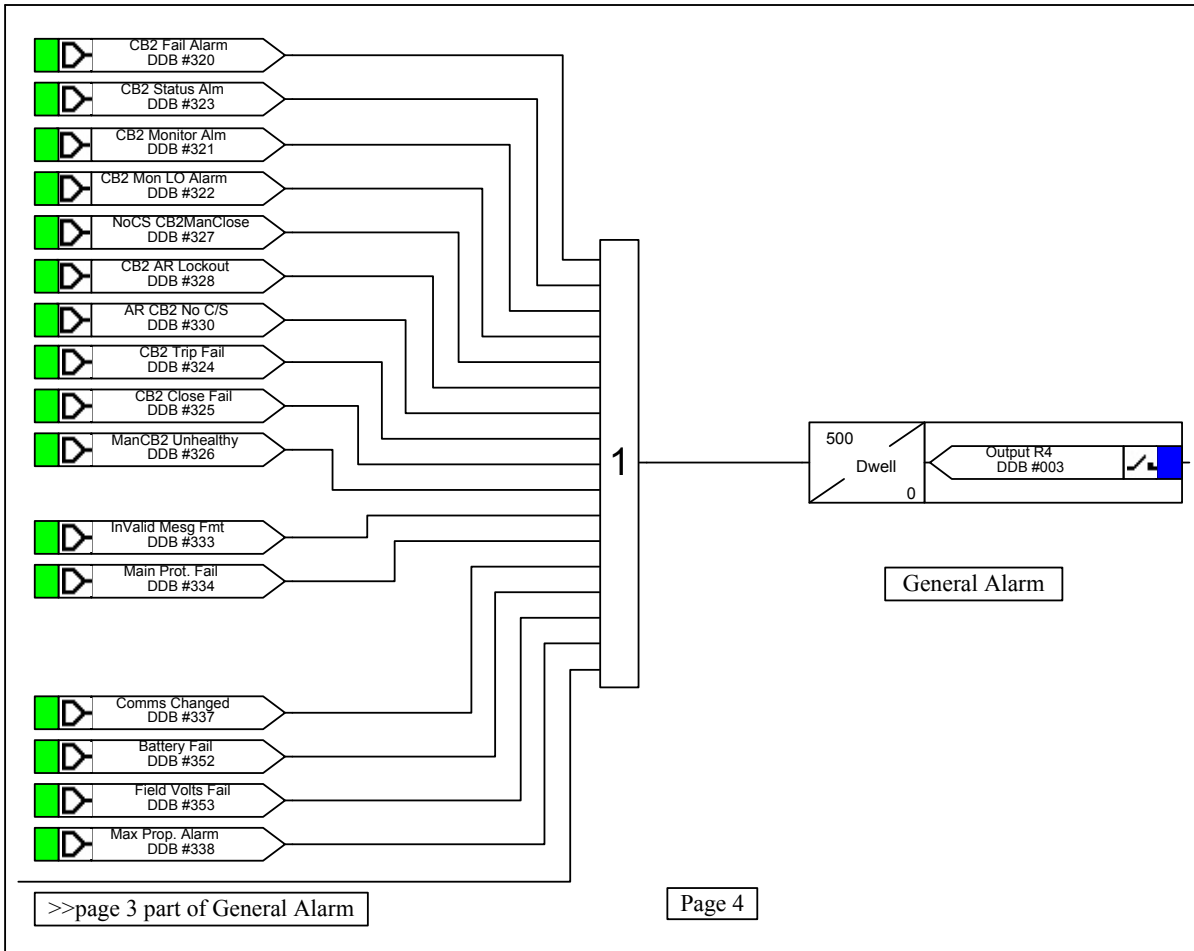 CB2 Fail Alarm
DDB #320
CB2 Status Alm
DDB #323
CB2 Monitor Alm
DDB #321
CB2 Mon LO Alarm
DDB #322
NoCS CB2ManClose
DDB #327
CB2 AR Lockout
DDB #328
AR CB2 No C/S
DDB #330
CB2 Trip Fail
DDB #324
CB2 Close Fail
DDB #325
ManCB2 Unhealthy
DDB #326
InValid Mesg Fmt
DDB #333
Main Prot. Fail
DDB #334
Comms Changed
DDB #337
Battery Fail
DDB #352
Field Volts Fail
DDB #353
Max Prop. Alarm
DDB #338
1
500
Dwell
0
Output R4
DDB #003
General Alarm
>>page 3 part of General Alarm
Page 4